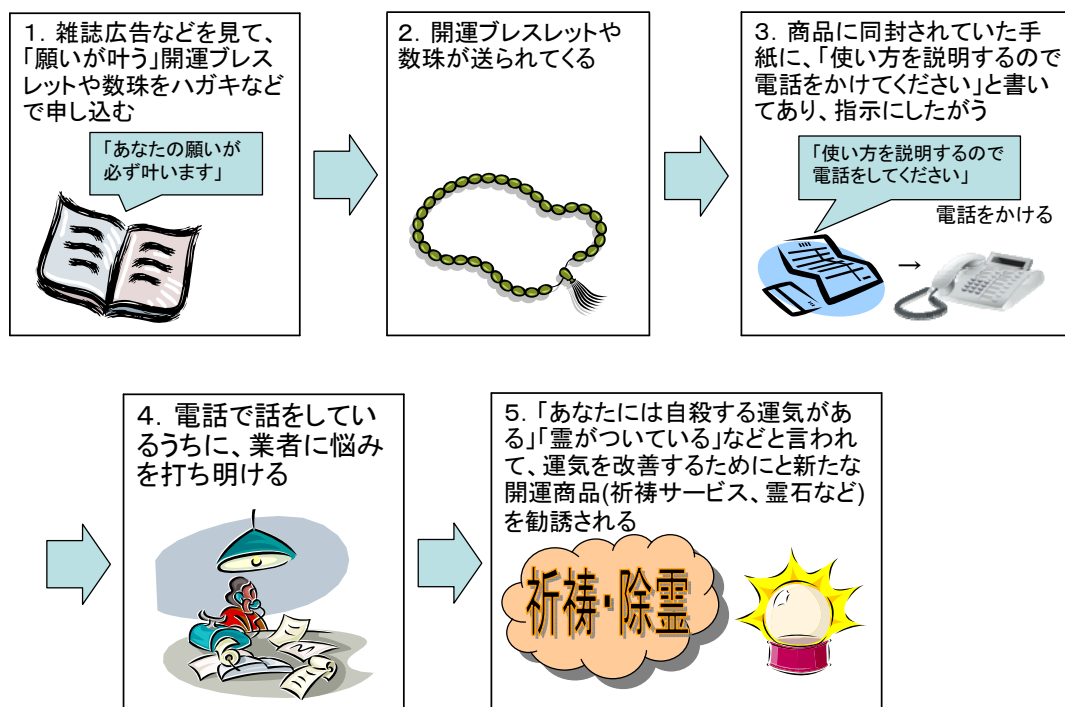 1．雑誌広告などを見て、
「願いが叶う」開運ブレス
レットや数珠をハガキなど
で申し込む
「あなたの願いが
必ず叶います」
2．開運ブレスレットや
数珠が送られてくる
3．商品に同封されていた手
紙に、「使い方を説明するので
電話をかけてください」と書い
てあり、指示にしたがう
「使い方を説明するので
電話をしてください」
電話をかける
→
4．電話で話をしてい
るうちに、業者に悩み
を打ち明ける
5．「あなたには自殺する運気があ
る」「霊がついている」などと言われ
て、運気を改善するためにと新たな
開運商品(祈祷サービス、霊石など)
を勧誘される
祈祷・除霊